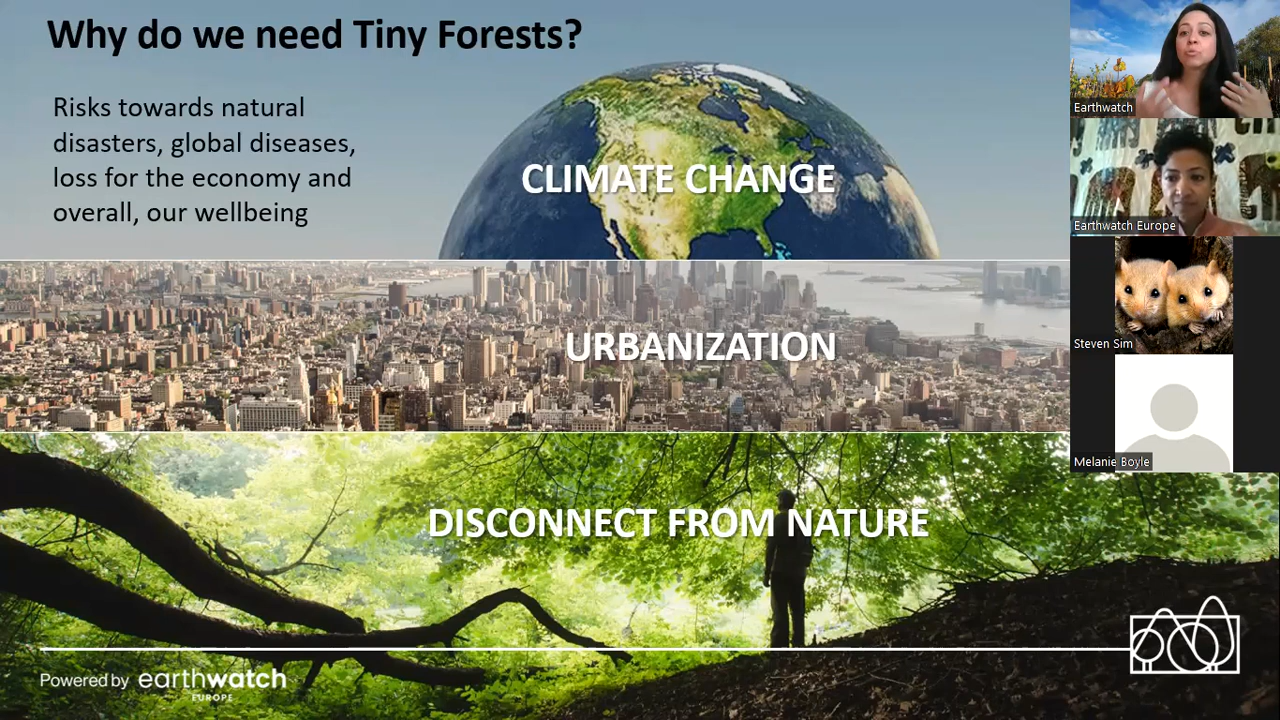 Why do we need Tiny Forests?
Risks towards natural
disasters, global diseases,
loss for the economy and
overall, our wellbeing
CLIMATE CHANGE
URBANIZATION
DISCONNECT FROM NATURE
Powered by earthwatch
EUROPE
Earthwatch
Earthwatch Europe
Steven Sim
Melanie Boyle